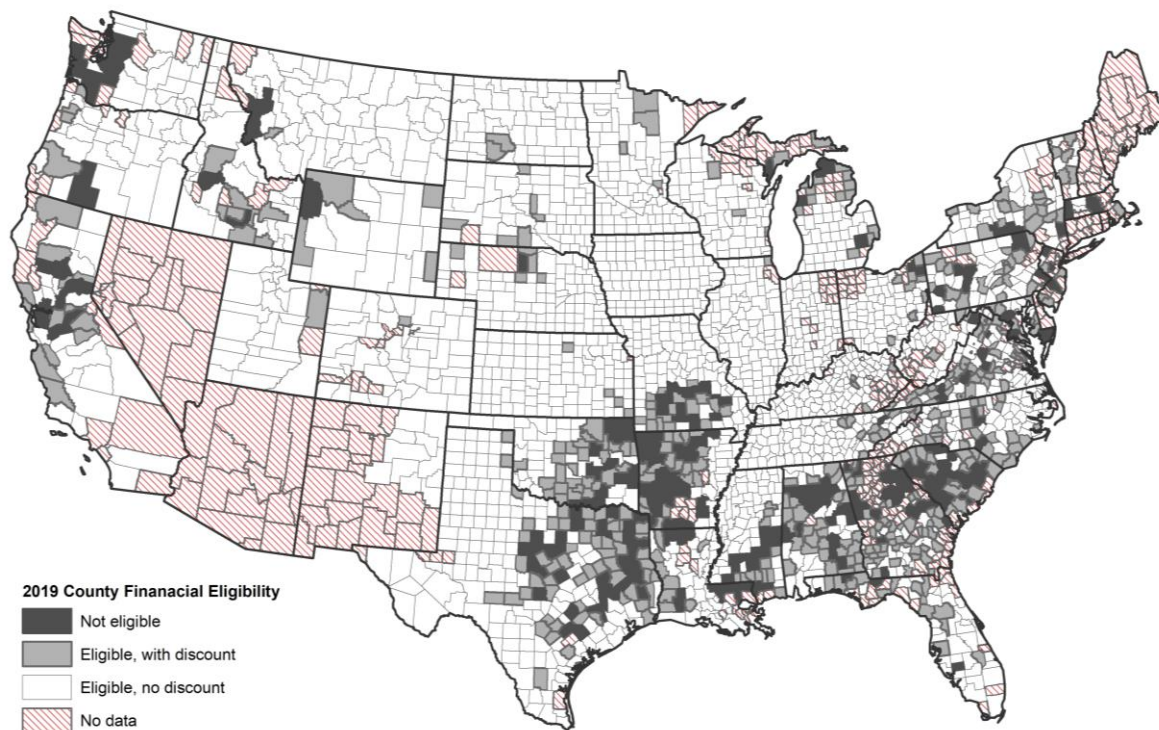 2019 County Finanacial Eligibility
Not eligible
Eligible, with discount
Eligible, no discount
No data